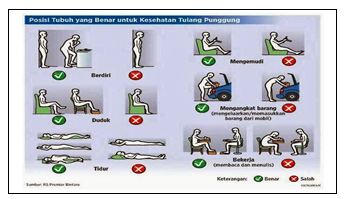 Posisi Tubuh yang Benar untuk Kesehatan Tulang Punggung
Berdiri
Mengemudi
Duduk
Mengangkat barang
(mengeluarkan/memasukkan
barang dari mobil)
Tidur
Bekerja
(membaca dan menulis)
Sumber: RS Premier Bintaro
Keterangan: Benar Salah